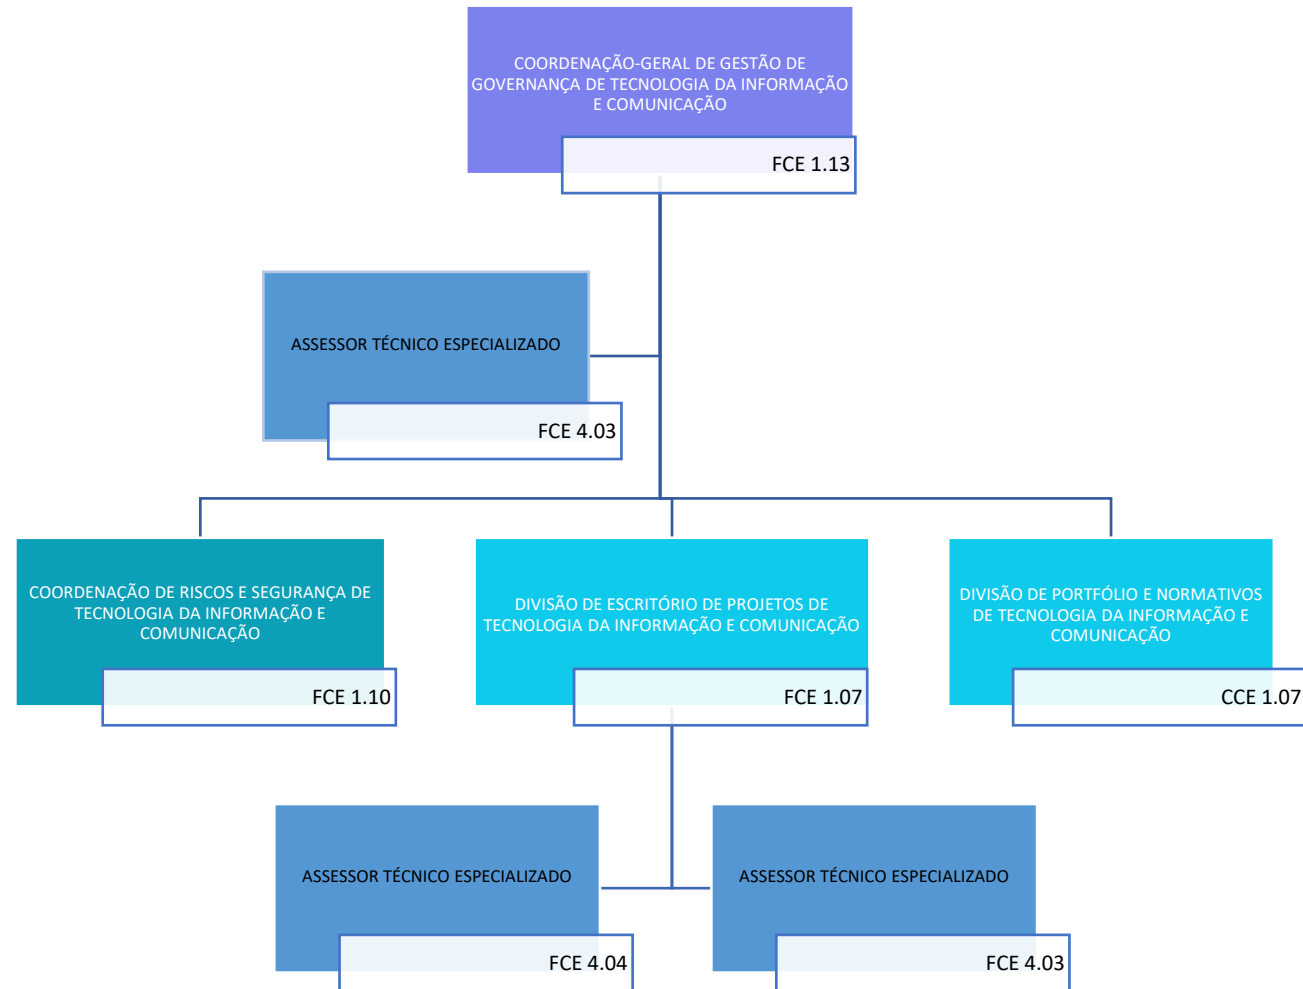 COORDENAÇÃO-GERAL DE GESTÃO DE
GOVERNANÇA DE TECNOLOGIA DA INFORMAÇÃO
E COMUNICAÇÃO
FCE 1.13
ASSESSOR TÉCNICO ESPECIALIZADO
FCE 4.03
COORDENAÇÃO DE RISCOS E SEGURANÇA DE
TECNOLOGIA DA INFORMAÇÃO E
COMUNICAÇÃO
FCE 1.10
DIVISÃO DE ESCRITÓRIO DE PROJETOS DE
TECNOLOGIA DA INFORMAÇÃO E COMUNICAÇÃO
FCE 1.07
DIVISÃO DE PORTFÓLIO E NORMATIVOS
DE TECNOLOGIA DA INFORMAÇÃO E
COMUNICAÇÃO
CCE 1.07
ASSESSOR TÉCNICO ESPECIALIZADO
FCE 4.04
ASSESSOR TÉCNICO ESPECIALIZADO
FCE 4.03